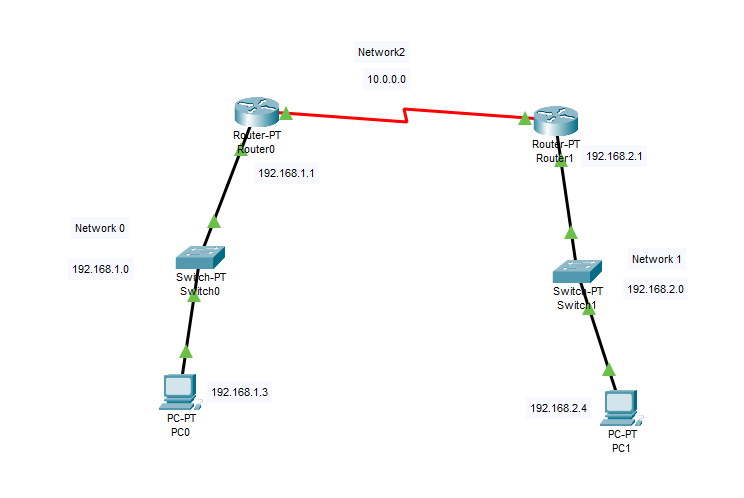 Network2
10.0.0.0
Router-PT
Router0
Router-PT
Router1
192.168.2.1
192.168.1.1
Network 0
192.168.1.0
Switch-PT
Switch0
Network 1
192.168.2.0
Switch-PT
Switch1
192.168.1.3
PC-PT
PC0
192.168.2.4
PC-PT
PC1